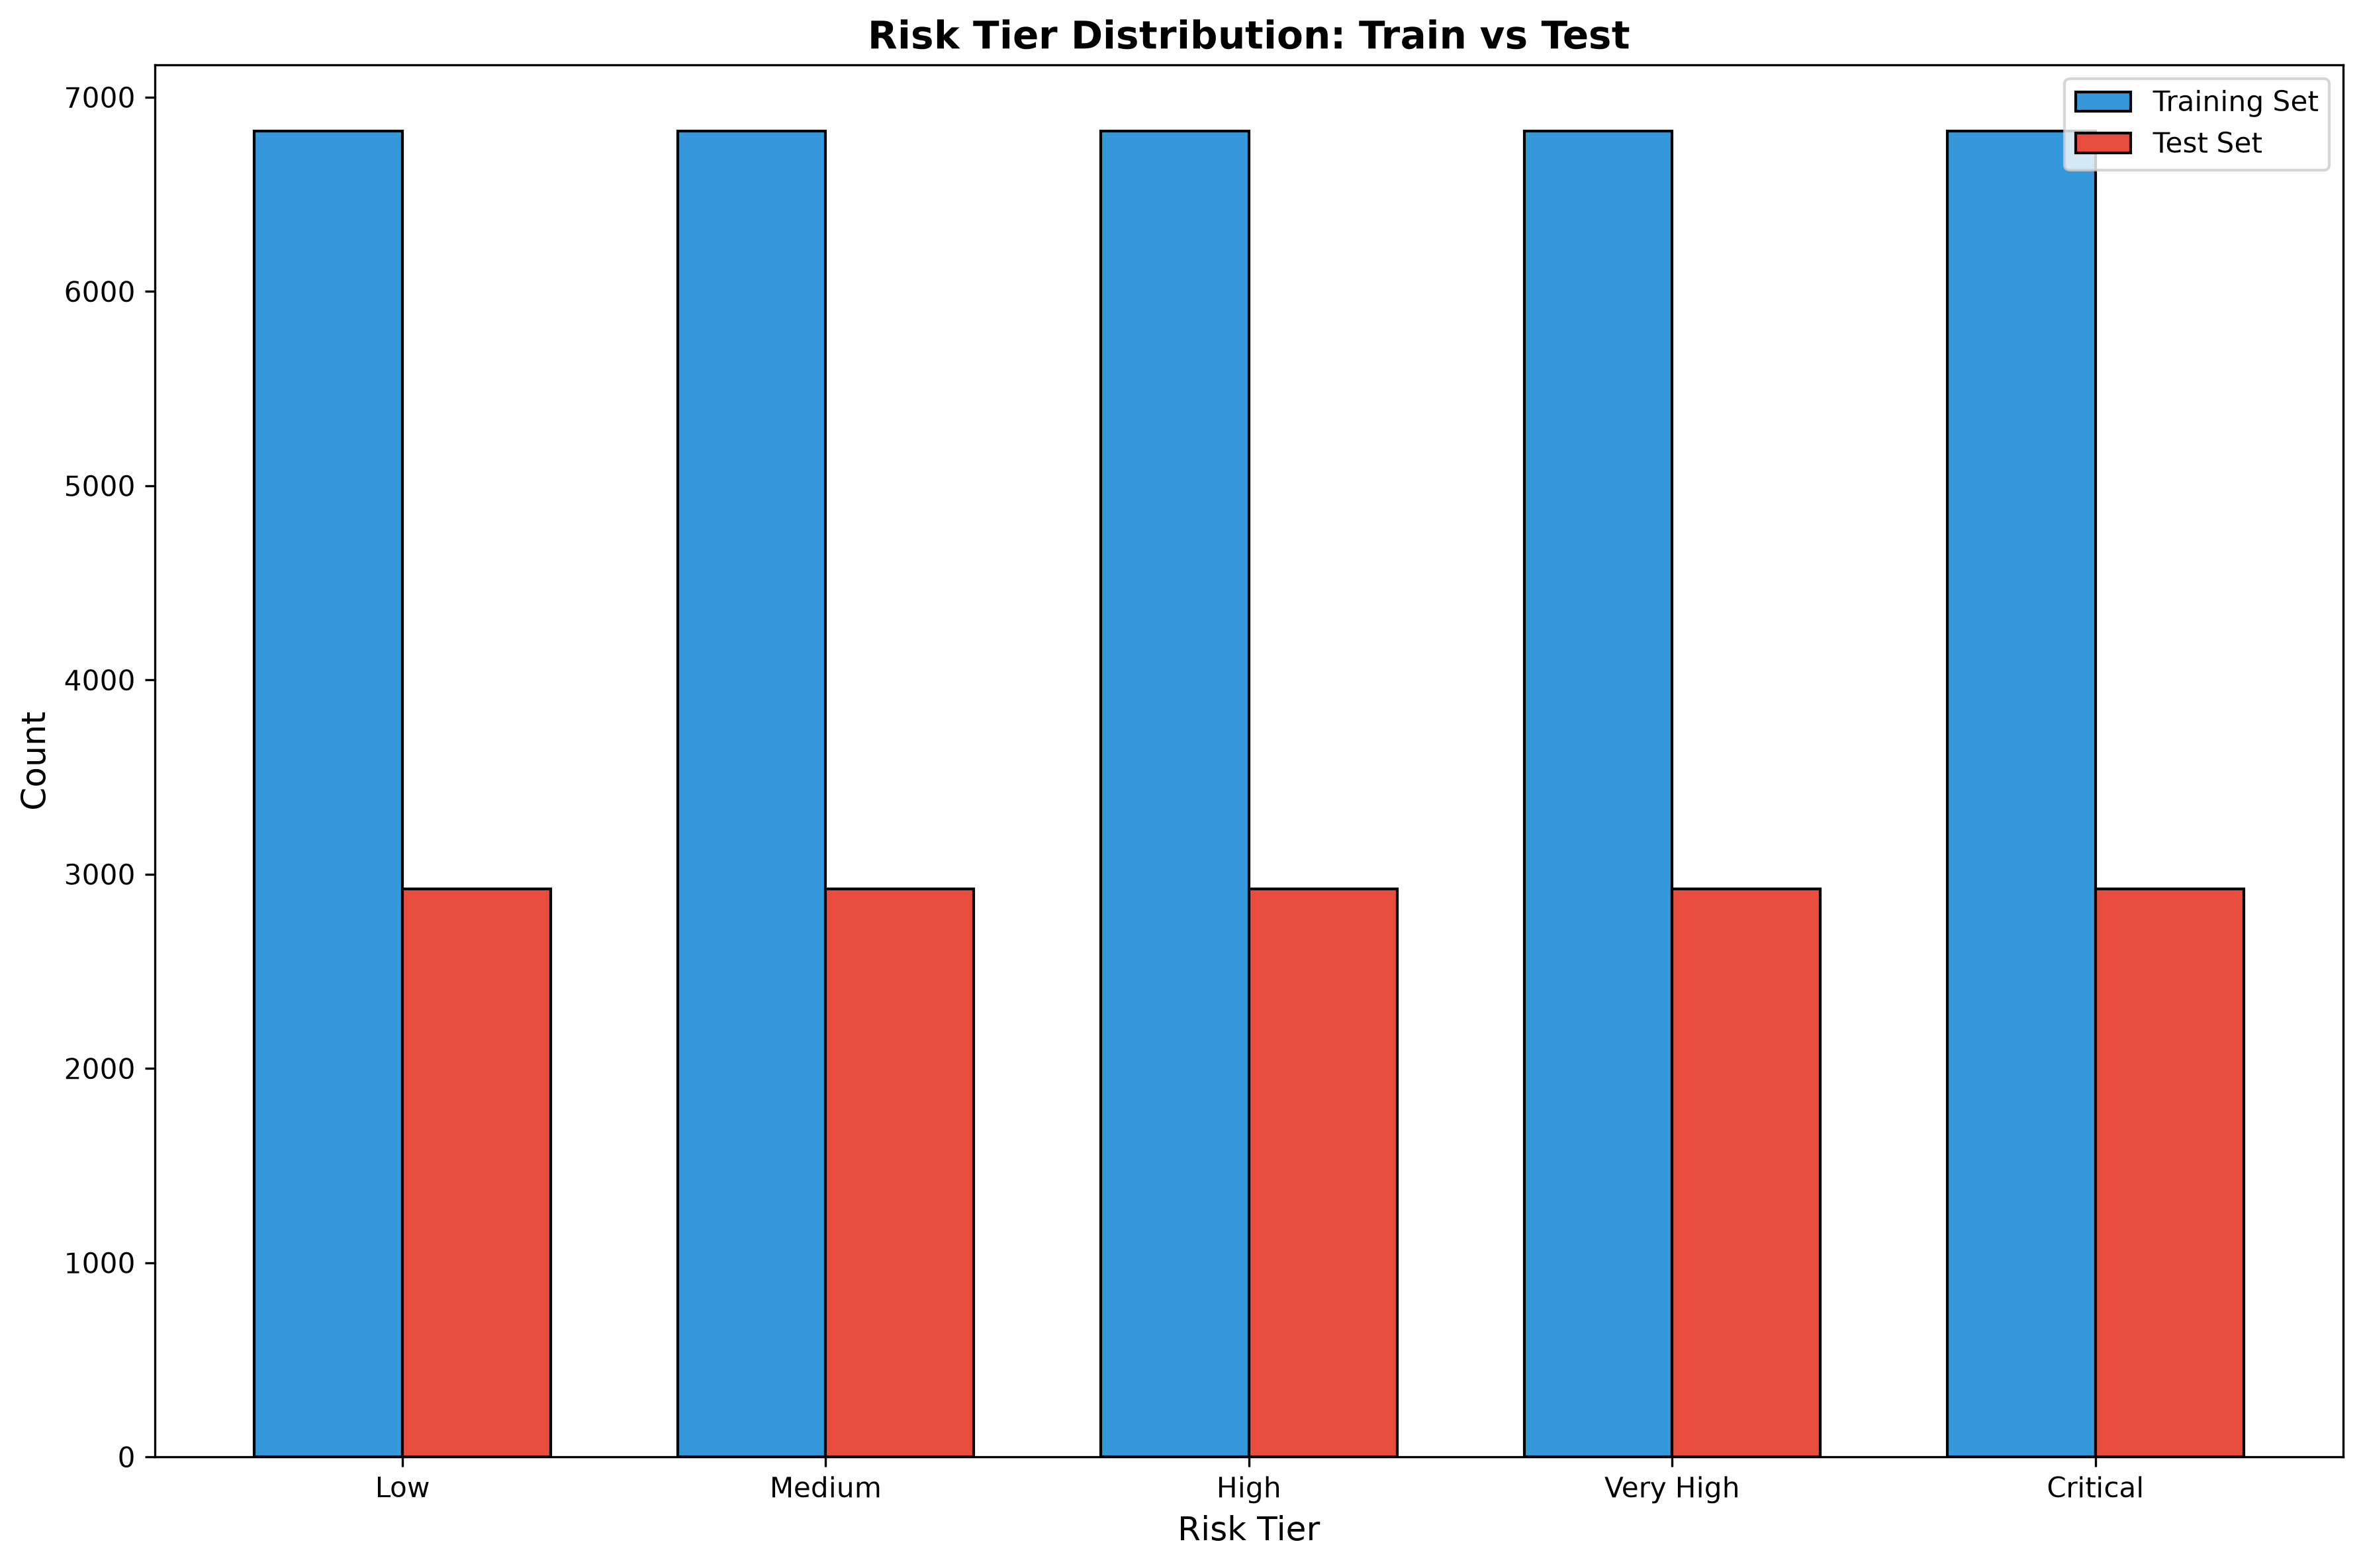 Risk Tier Distribution: Train vs Test
Training Set
Test Set
7000
6000
5000
4000
3000
2000
1000
0
Count
Low
Medium
High
Very High
Critical
Risk Tier